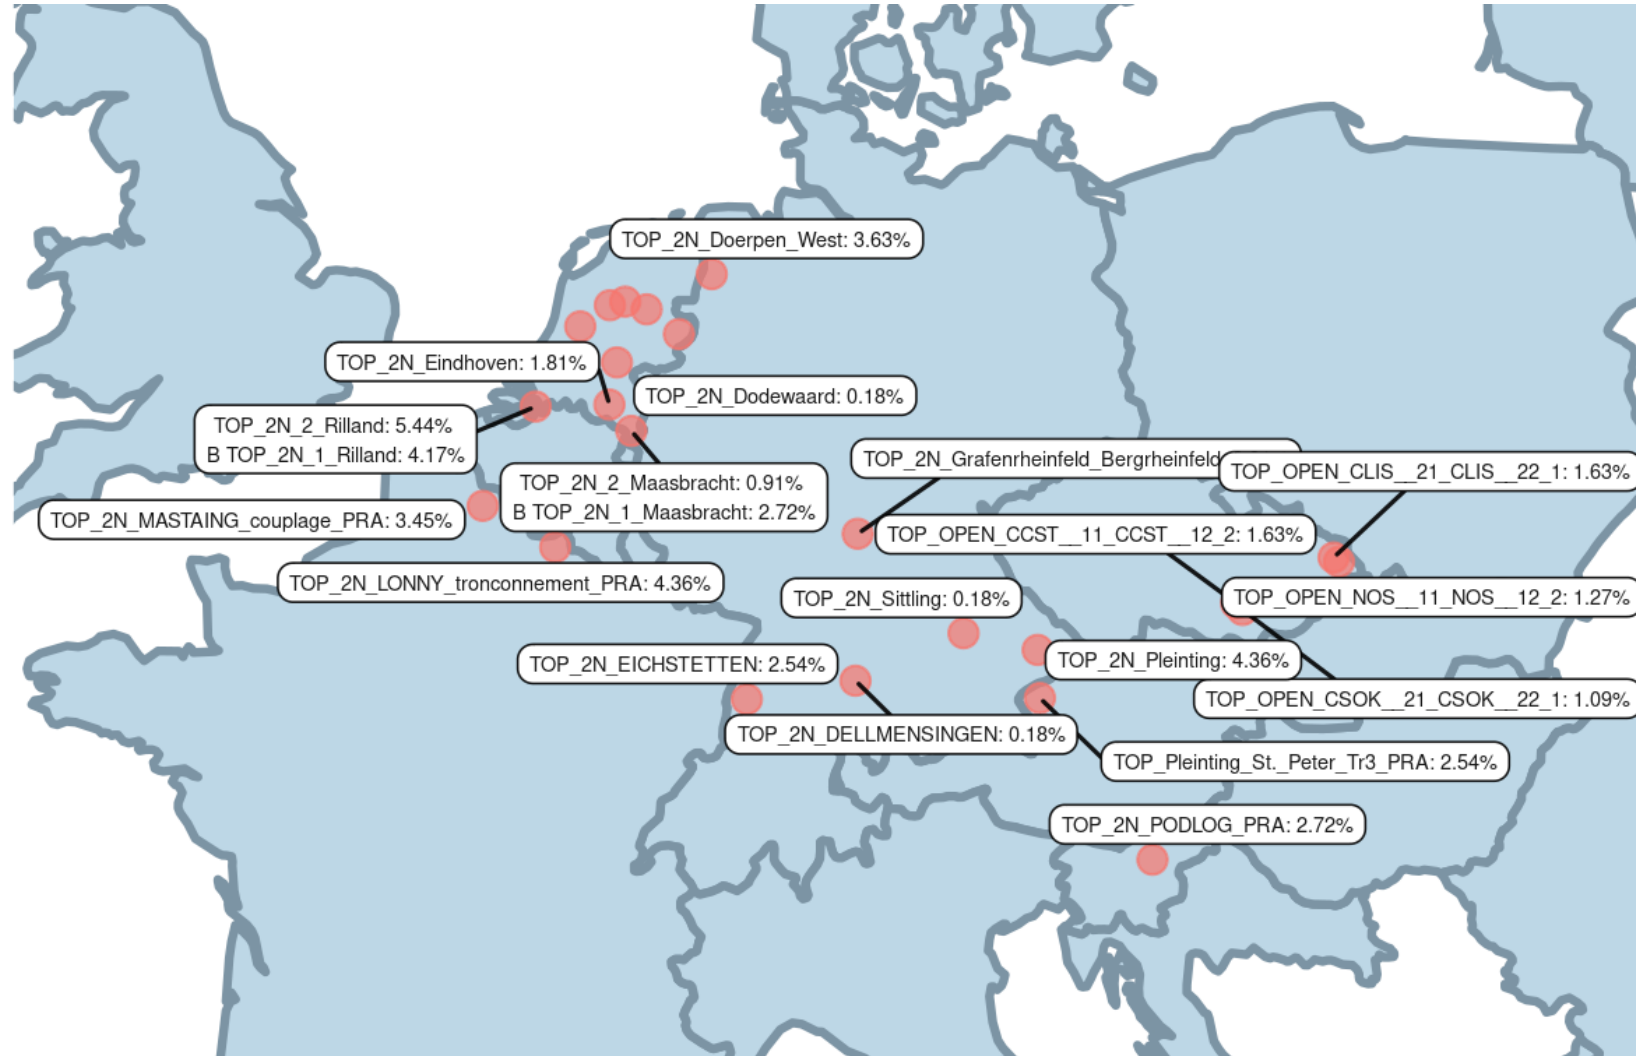 TOP_2N_Doerpen_West: 3.63%
TOP_2N_Eindhoven: 1.81%
TOP_2N_Dodewaard: 0.18%
TOP_2N_2_Rilland: 5.44%
B TOP_2N_1_Rilland: 4.17%
TOP_2N_Grafenrheinfeld_Bergrheinfeld
TOP_OPEN_CLIS__21_CLIS__22_1: 1.63%
TOP_2N_2_Maasbracht: 0.91%
B TOP_2N_1_Maasbracht: 2.72%
TOP_2N_MASTAING_couplage_PRA: 3.45%
TOP_OPEN_CCST__11_CCST__12_2: 1.63%
TOP_2N_LONNY_tronconnement_PRA: 4.36%
TOP_2N_Sittling: 0.18%
TOP_OPEN_NOS__11_NOS__12_2: 1.27%
TOP_2N_EICHSTETTEN: 2.54%
TOP_2N_Pleinting: 4.36%
TOP_OPEN_CSOK__21_CSOK__22_1: 1.09%
TOP_2N_DELLMENSINGEN: 0.18%
TOP_Pleinting_St._Peter_Tr3_PRA: 2.54%
TOP_2N_PODLOG_PRA: 2.72%